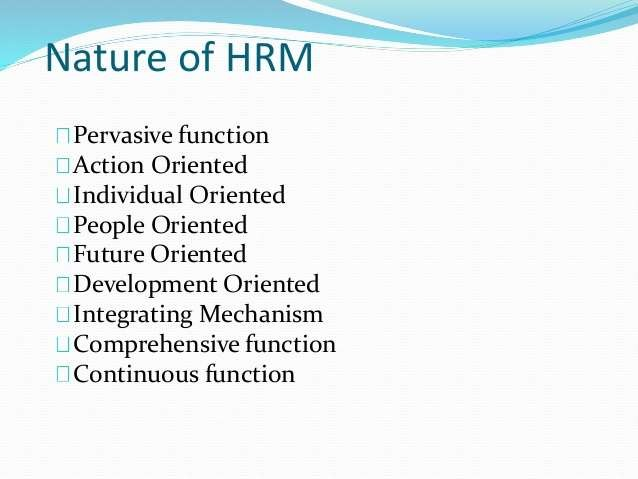 Nature of HRM
Pervasive function
Action Oriented
Individual Oriented
People Oriented
Future Oriented
Development Oriented
Integrating Mechanism
Comprehensive function
Continuous function